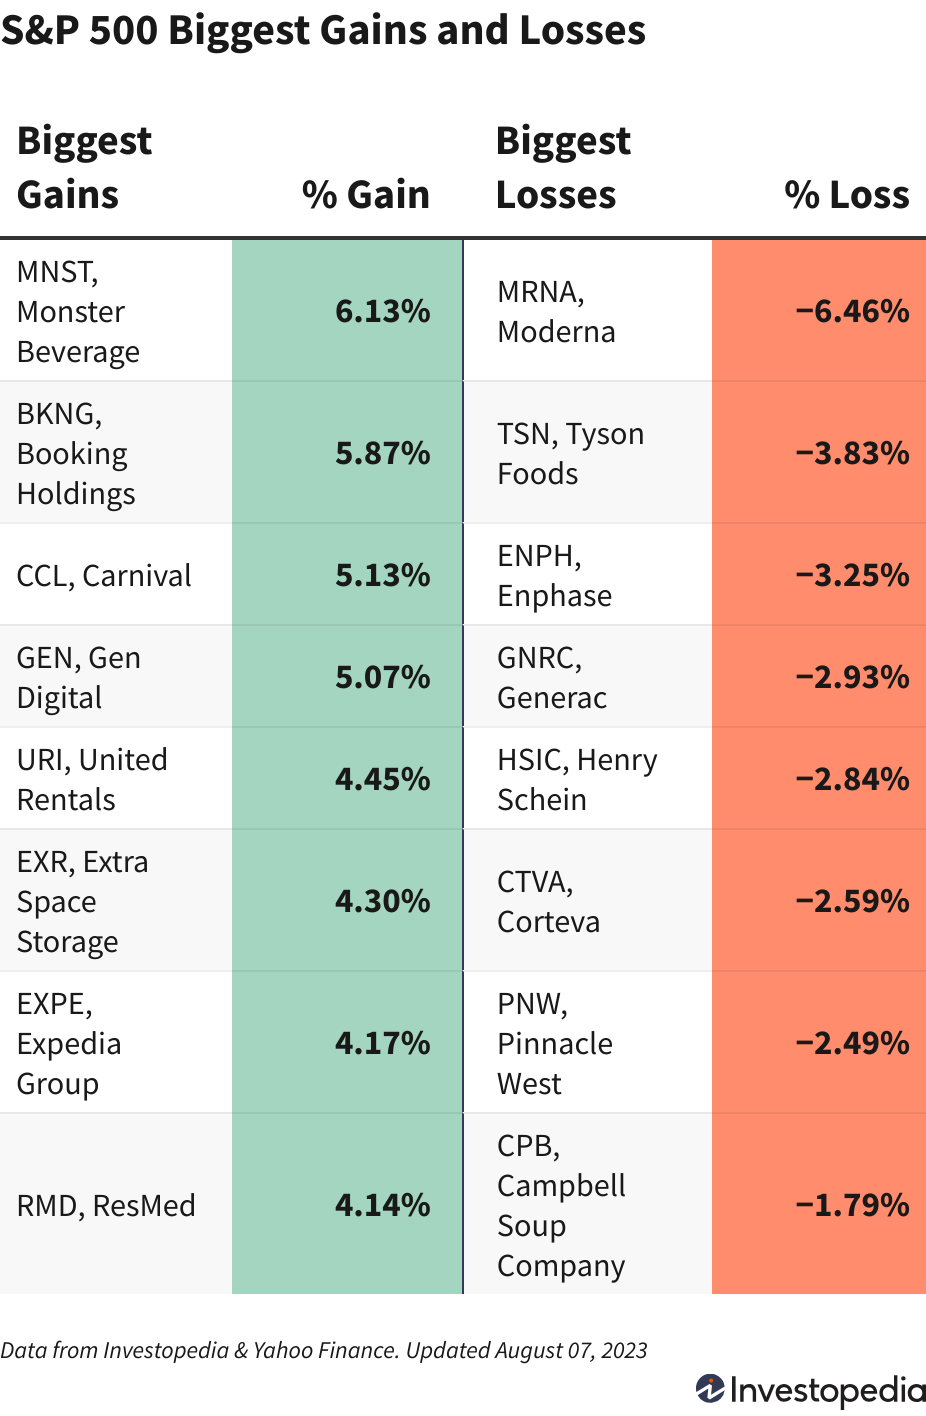 S&P 500 Biggest Gains and Losses
Biggest
Gains
% Gain
Biggest
Losses
% Loss
MNST,
Monster
Beverage
6.13%
MRNA,
Moderna
−6.46%
BKNG,
Booking
Holdings
5.87%
TSN, Tyson
Foods
−3.83%
CCL, Carnival
5.13%
ENPH,
Enphase
−3.25%
GEN, Gen
Digital
5.07%
GNRC,
Generac
−2.93%
URI, United
Rentals
4.45%
HSIC, Henry
Schein
−2.84%
EXR, Extra
Space
Storage
4.30%
CTVA,
Corteva
−2.59%
EXPE,
Expedia
Group
4.17%
PNW,
Pinnacle
West
−2.49%
RMD, ResMed
4.14%
CPB,
Campbell
Soup
Company
−1.79%
Data from Investopedia & Yahoo Finance. Updated August 07, 2023
Investopedia